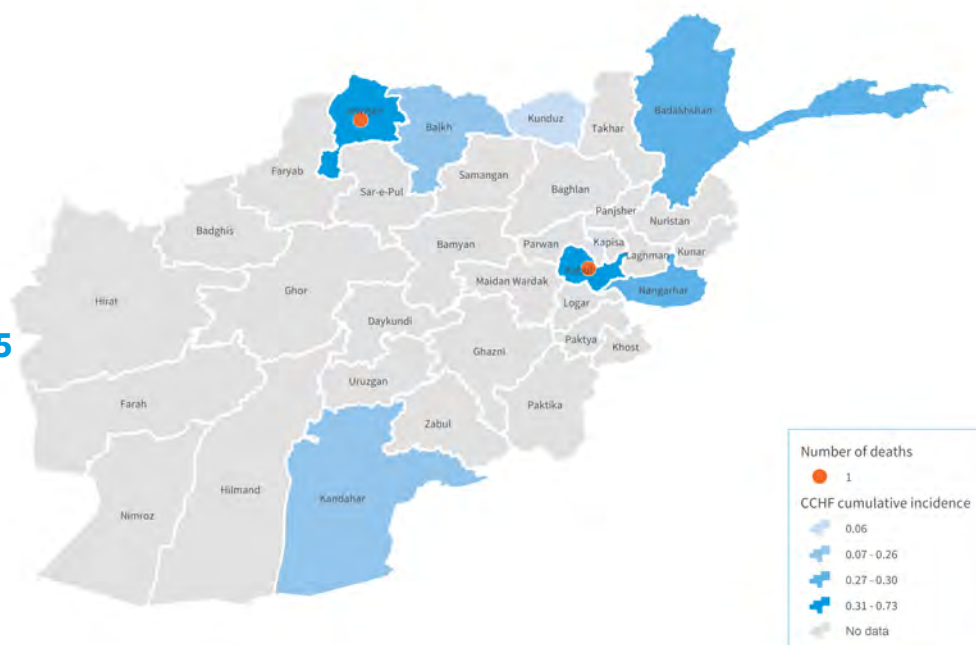 Badakhshan
Balkh
Kunduz
Takhar
Faryab
Sar-e-Pul
Samangan
Baghlan
Panjsher
Nuristan
Badghis
Bamyan
Parwan
Kapisa
Laghman
Kunar
Kabul
Maidan Wardak
Nangarhar
Hirat
Ghor
Logar
Daykundi
Paktya
Khost
Ghazni
5
Uruzgan
Farah
Zabul
Paktika
Hilmand
Kandahar
Nimroz
Number of deaths
1
CCHF cumulative incidence
0.06
0.07 - 0.26
0.27 - 0.30
0.31 - 0.73
No data